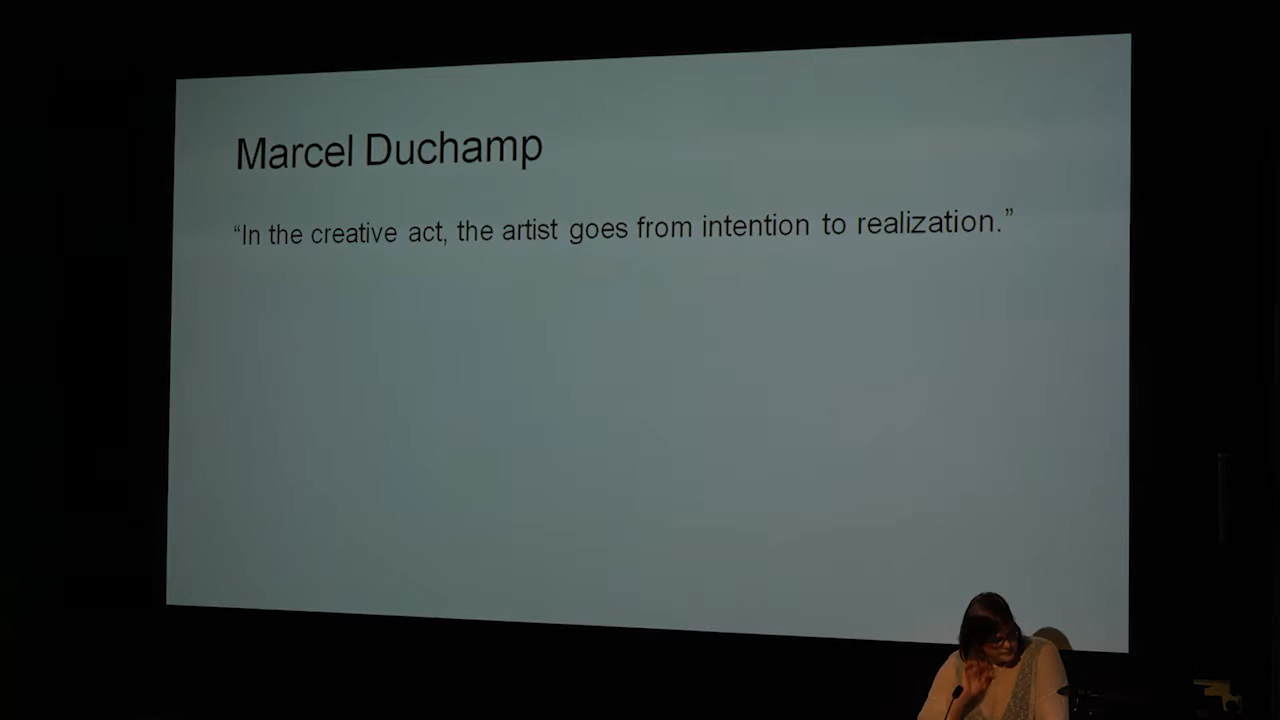 Marcel Duchamp
“In the creative act, the artist goes from intention to realization.”